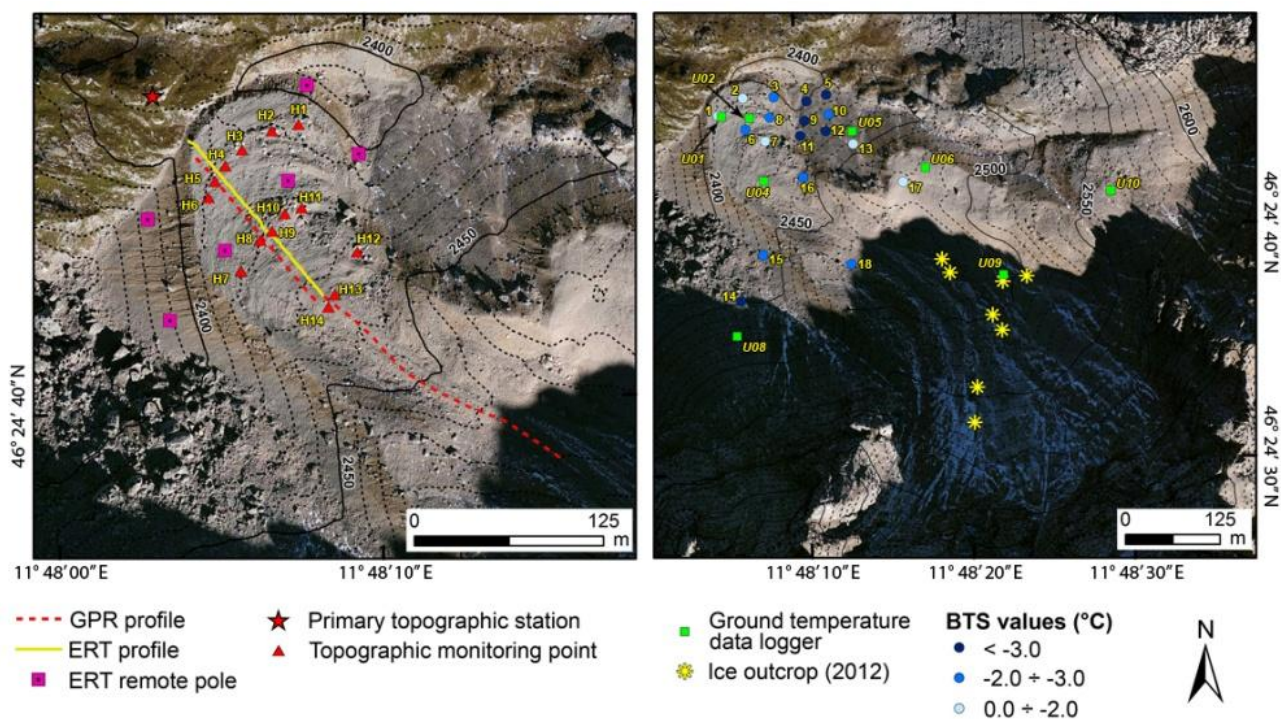 2400
H1
H2
H3
H4
H5
H6
H11
H10
H9
H8
H12
H7
H13
H14
2400
2450
2450
0 125
m
46° 24' 40"N
11° 48' 00"E 11° 48' 10"E
U02
2400
1
2
3
4
5
6
7
8
9
10
11
12
13
U05
U01
U04
16
U06
17
2500
2600
U10
2550
2400
2450
15
18
14
U08
U09
0 125
m
46° 24' 40"N
46° 24' 30"N
11° 48' 10"E 11° 48' 20"E 11° 48' 30"E
GPR profile
ERT profile
ERT remote pole
Primary topographic station
Topographic monitoring point
Ground temperature
data logger
Ice outcrop (2012)
BTS values (°C)
< -3.0
-2.0 ÷ -3.0
0.0 ÷ -2.0
N